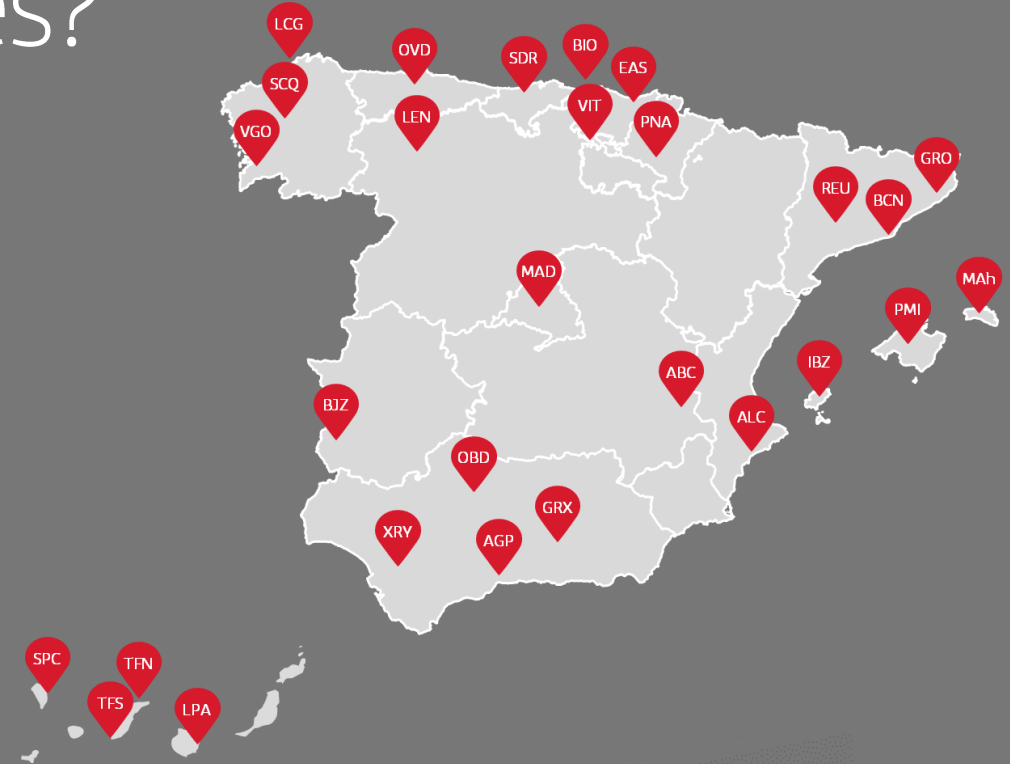 es?
LCG
OVD
SDR
BIO
EAS
SCQ
LEN
VIT
PNA
VGO
GRO
REU
BCN
MAD
MAh
PMI
IBZ
ABC
ALC
BJZ
OBD
GRX
XRY
AGP
SPC
TFN
TFS
LPA